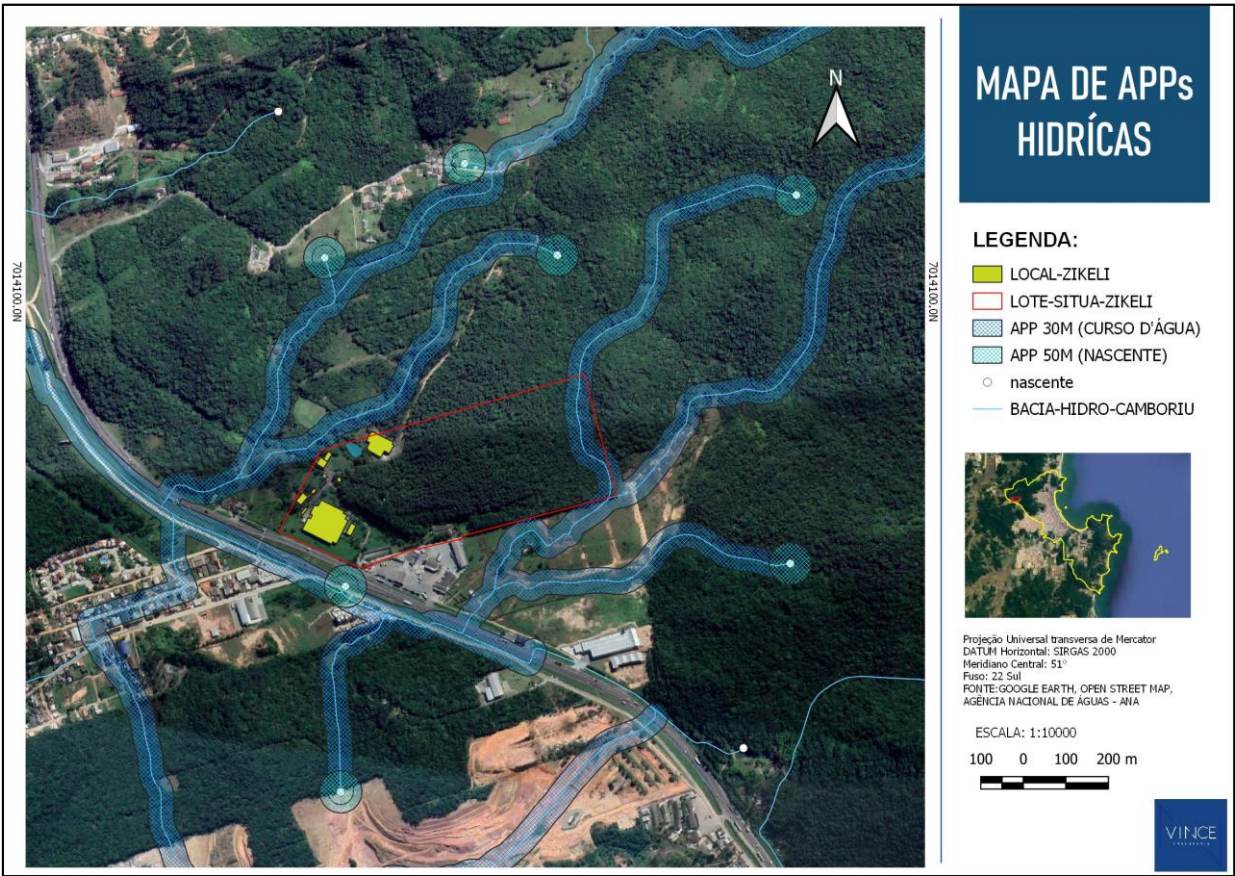 MAPA DE APPs
HIDRÍCAS
N
7014100.0N
7014100.0N
LEGENDA:
LOCAL-ZIKELI
LOTE-SITUA-ZIKELI
APP 30M (CURSO D'ÁGUA)
APP 50M (NASCENTE)
nascente
BACIA-HIDRO-CAMBORIU
Projeção Universal transversa de Mercator
DATUM Horizontal: SIRGAS 2000
Meridiano Central: 51°
Fuso: 22 Sul
FONTE:GOOGLE EARTH, OPEN STREET MAP,
AGÊNCIA NACIONAL DE ÁGUAS - ANA
ESCALA: 1:10000
100 0 100 200 m
VINCE
ENGENHARIA